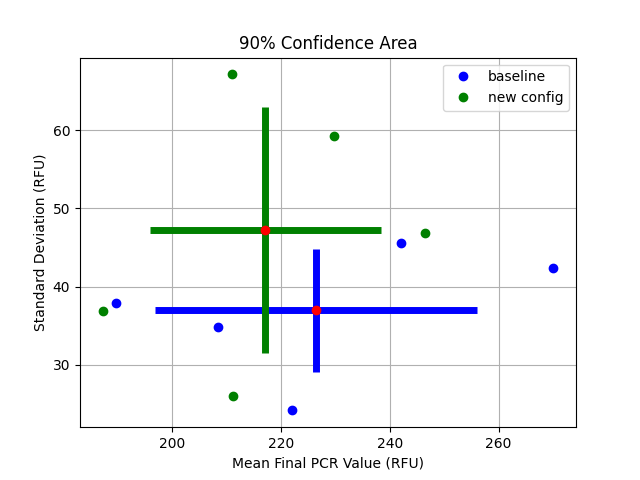 90% Confidence Area
baseline
new config
60
50
40
30
Standard Deviation (RFU)
200
220
240
260
Mean Final PCR Value (RFU)